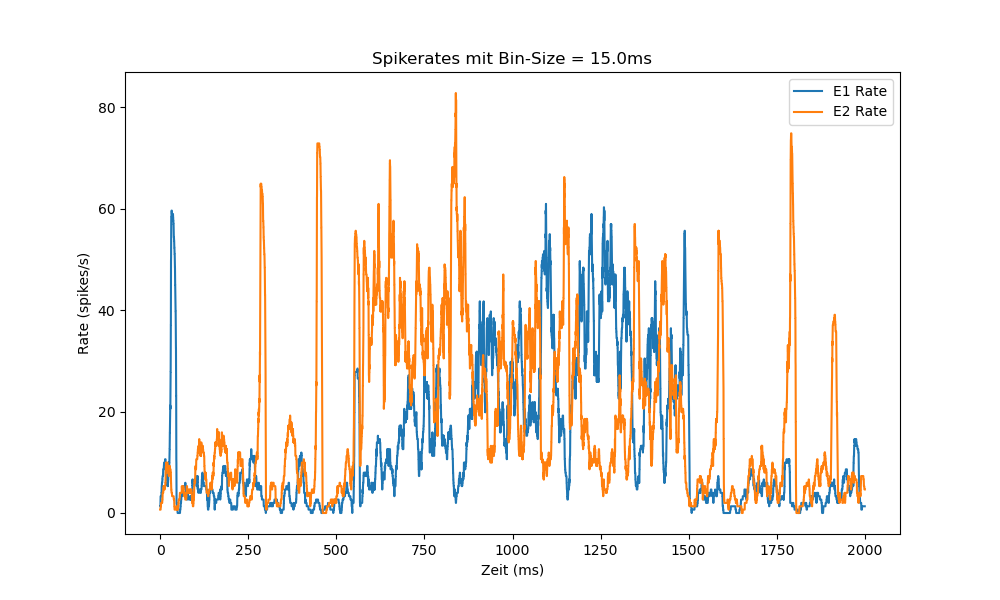 Spikerates mit Bin-Size = 15.0ms
E1 Rate
E2 Rate
80
60
40
20
0
Rate (spikes/s)
0 250 500 750 1000 1250 1500 1750 2000
Zeit (ms)